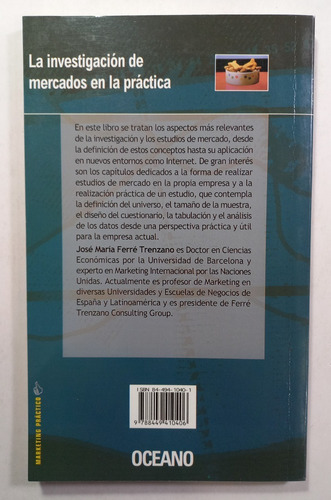 La investigación de
mercados en la práctica
En este libro se tratan los aspectos más relevantes
de la investigación y los estudios de mercado, desde
la definición de estos conceptos hasta su aplicación
en nuevos entornos como Internet. De gran interés
son los capítulos dedicados a la forma de realizar
estudios de mercado en la propia empresa y a la
realización práctica de un estudio, que contempla
la definición del universo, el tamaño de la muestra,
el diseño del cuestionario, la tabulación y el análisis
de los datos desde una perspectiva práctica y útil
para la empresa actual.
José María Ferré Trenzano es Doctor en Ciencias
Económicas por la Universidad de Barcelona y
experto en Marketing Internacional por las Naciones
Unidas. Actualmente es profesor de Marketing en
diversas Universidades y Escuelas de Negocios de
España y Latinoamérica y es presidente de Ferré
Trenzano Consulting Group.
ISBN 84-494-1040-1
9 788449 410406
MARKETING PRÁCTICO
OCEANO